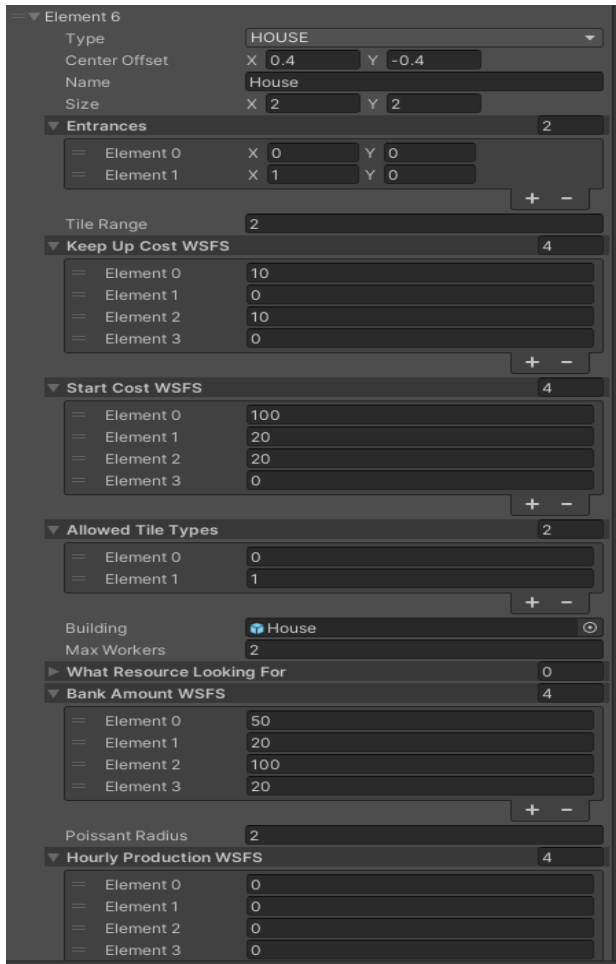 Element 6
Type HOUSE
Center Offset X 0.4 Y -0.4
Name House
Size X 2 Y 2
Entrances 2
Element 0 X 0 Y 0
Element 1 X 1 Y 0
+ -
Tile Range 2
Keep Up Cost WSFS 4
Element 0 10
Element 1 0
Element 2 10
Element 3 0
+ -
Start Cost WSFS 4
Element 0 100
Element 1 20
Element 2 20
Element 3 0
+ -
Allowed Tile Types 2
Element 0 0
Element 1 1
+ -
Building House
Max Workers 2
What Resource Looking For 0
Bank Amount WSFS 4
Element 0 50
Element 1 20
Element 2 100
Element 3 20
+ -
Poissant Radius 2
Hourly Production WSFS 4
Element 0 0
Element 1 0
Element 2 0
Element 3 0